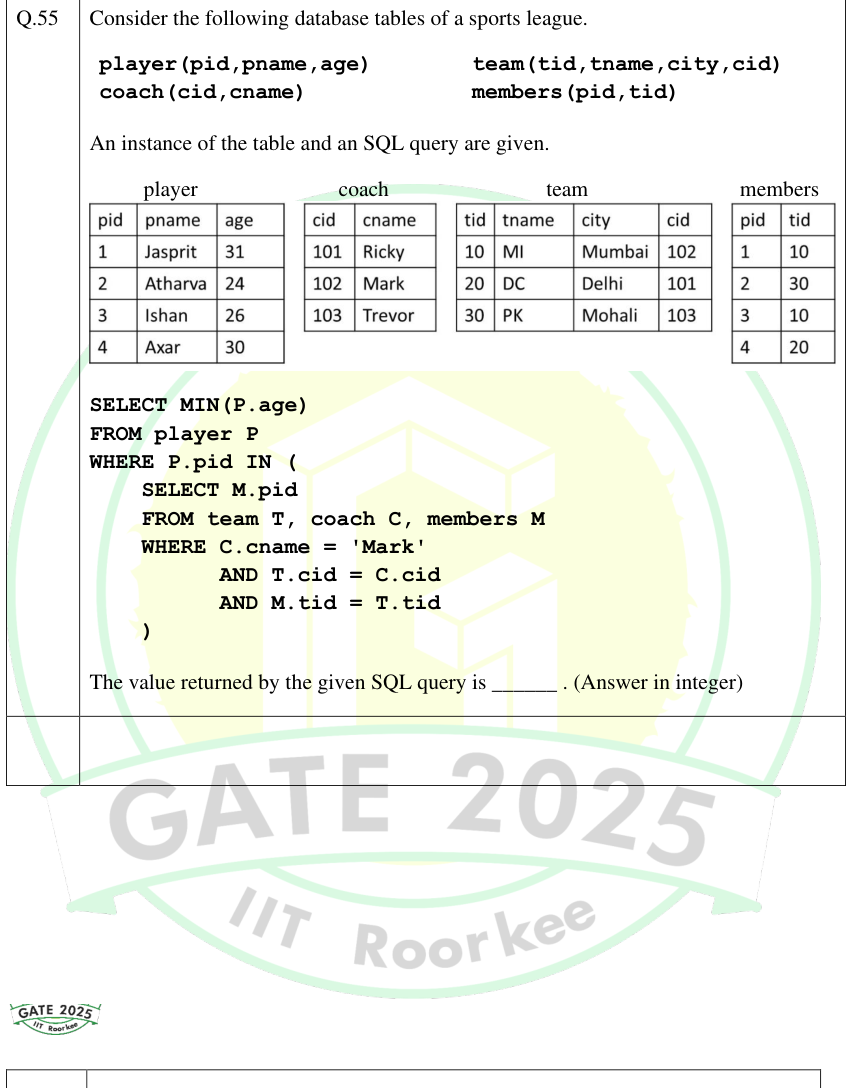 Q.55 Consider the following database tables of a sports league.
player(pid,pname,age) team(tid,tname,city,cid)
coach(cid,cname) members(pid,tid)
An instance of the table and an SQL query are given.
player coach team members
pid pname age cid cname tid tname city cid pid tid
1 Jasprit 31 101 Ricky 10 MI Mumbai 102 1 10
2 Atharva 24 102 Mark 20 DC Delhi 101 2 30
3 Ishan 26 103 Trevor 30 PK Mohali 103 3 10
4 Axar 30 4 20
SELECT MIN(P.age)
FROM player P
WHERE P.pid IN (
SELECT M.pid
FROM team T, coach C, members M
WHERE C.cname = 'Mark'
AND T.cid = C.cid
AND M.tid = T.tid
)
The value returned by the given SQL query is ______ . (Answer in integer)
GATE 2025
IIT Roorkee
GATE 2025
IIT Roorkee